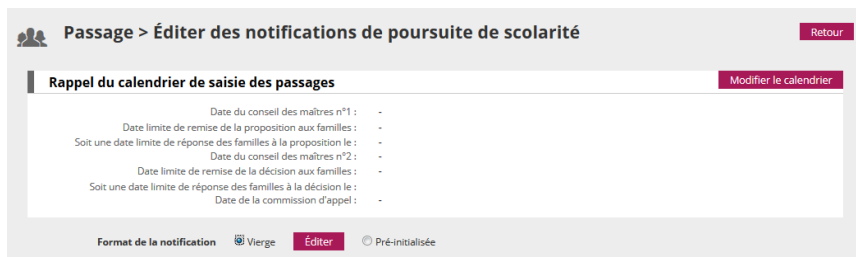 Passage > Éditer des notifications de poursuite de scolarité
Retour
Rappel du calendrier de saisie des passages
Modifier le calendrier
Date du conseil des maîtres n°1 : -
Date limite de remise de la proposition aux familles : -
Soit une date limite de réponse des familles à la proposition le : -
Date du conseil des maîtres n°2 : -
Date limite de remise de la décision aux familles : -
Soit une date limite de réponse des familles à la décision le :
Date de la commission d'appel : -
Format de la notification Vierge Éditer Pré-initialisée